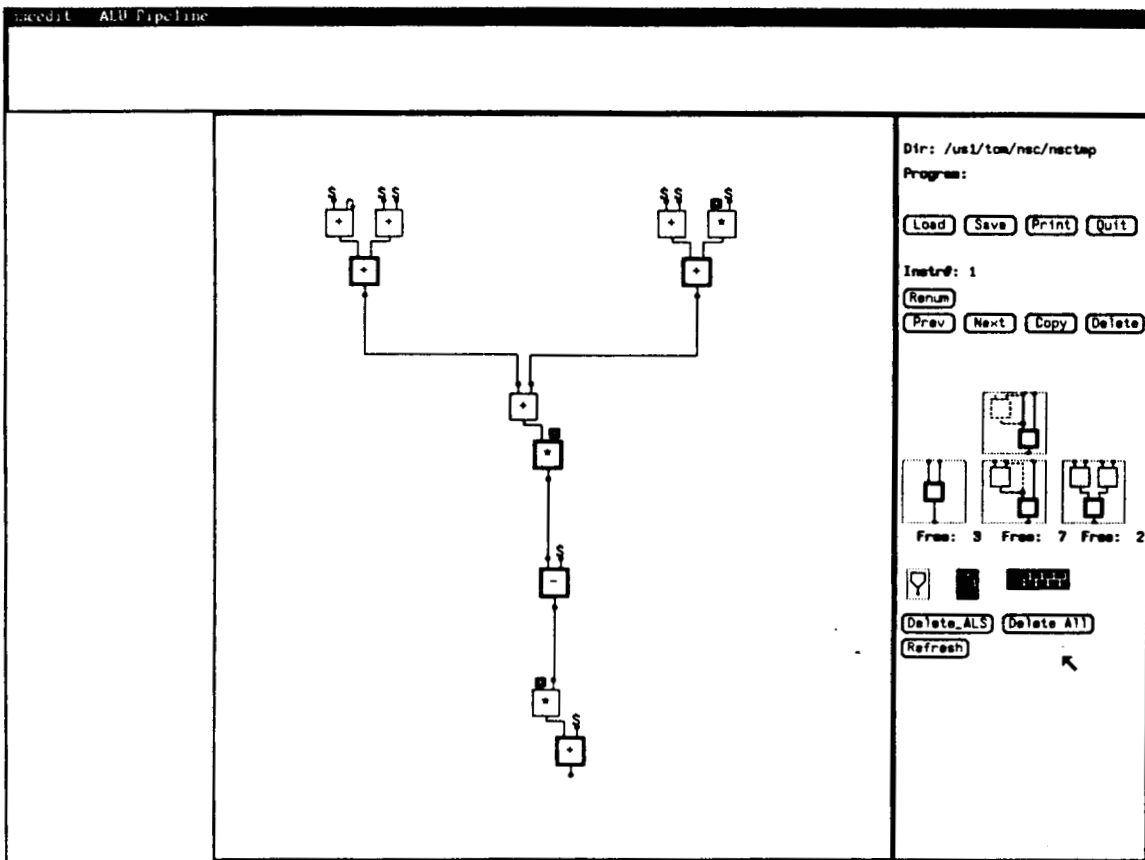 ALU Pipeline
Dir: /us1/tom/nsc/nsctmp
Program:
S S S S S S
+ + + *
Load Save Print Quit
+ +
Instr#: 1
Renum
Prev Next Copy Delete
+
*
Free: 3 Free: 7 Free: 2
S
-
Delete_ALS Delete All
Refresh
*
S
+